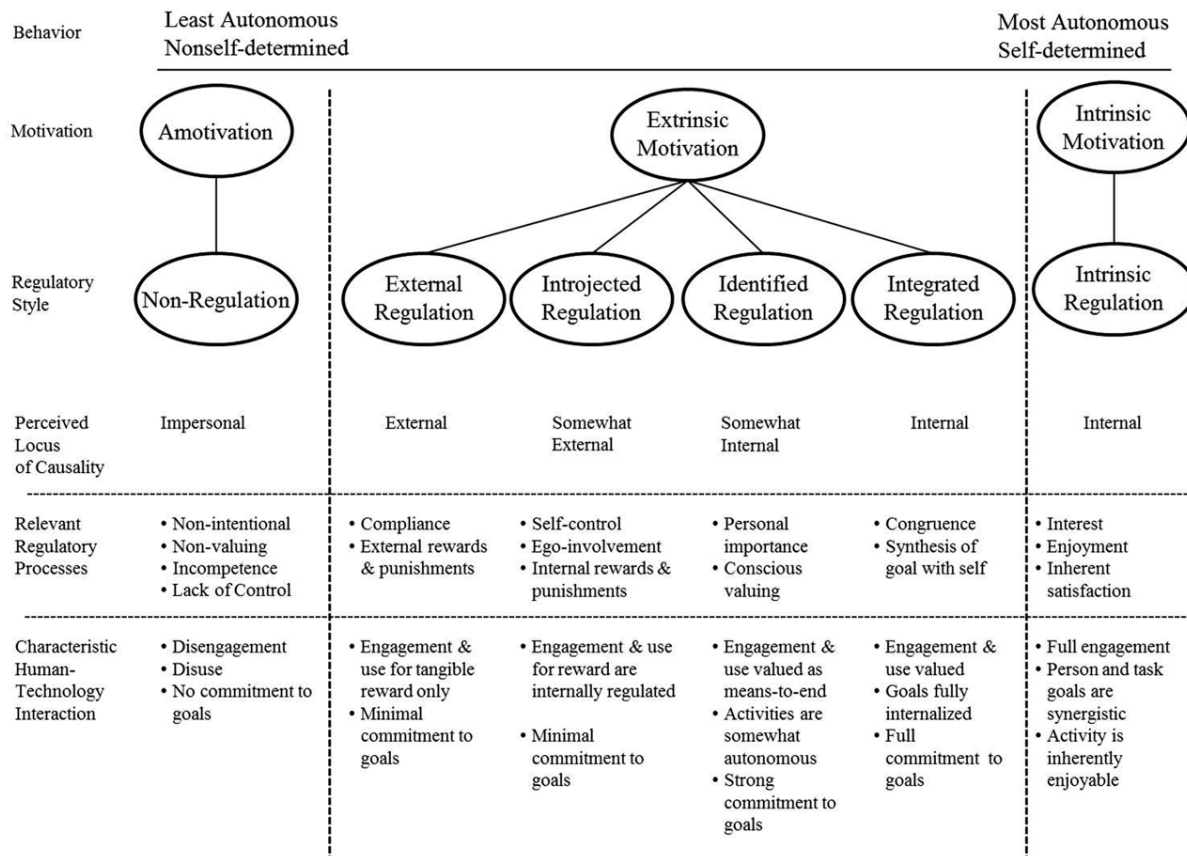 Behavior
Least Autonomous
Nonself-determined
Most Autonomous
Self-determined
Motivation
Amotivation
Extrinsic
Motivation
Intrinsic
Motivation
Regulatory
Style
Non-Regulation
External
Regulation
Introjected
Regulation
Identified
Regulation
Integrated
Regulation
Intrinsic
Regulation
Perceived
Locus
of Causality
Impersonal
External
Somewhat
External
Somewhat
Internal
Internal
Internal
Relevant
Regulatory
Processes
• Non-intentional
• Non-valuing
• Incompetence
• Lack of Control
• Compliance
• External rewards
& punishments
• Self-control
• Ego-involvement
• Internal rewards &
punishments
• Personal
importance
• Conscious
valuing
• Congruence
• Synthesis of
goal with self
• Interest
• Enjoyment
• Inherent
satisfaction
Characteristic
Human-
Technology
Interaction
• Disengagement
• Disuse
• No commitment to
goals
• Engagement &
use for tangible
reward only
• Minimal
commitment to
goals
• Engagement & use
for reward are
internally regulated
• Minimal
commitment to
goals
• Engagement &
use valued as
means-to-end
• Activities are
somewhat
autonomous
• Strong
commitment to
goals
• Engagement &
use valued
• Goals fully
internalized
• Full
commitment to
goals
• Full engagement
• Person and task
goals are
synergistic
• Activity is
inherently
enjoyable